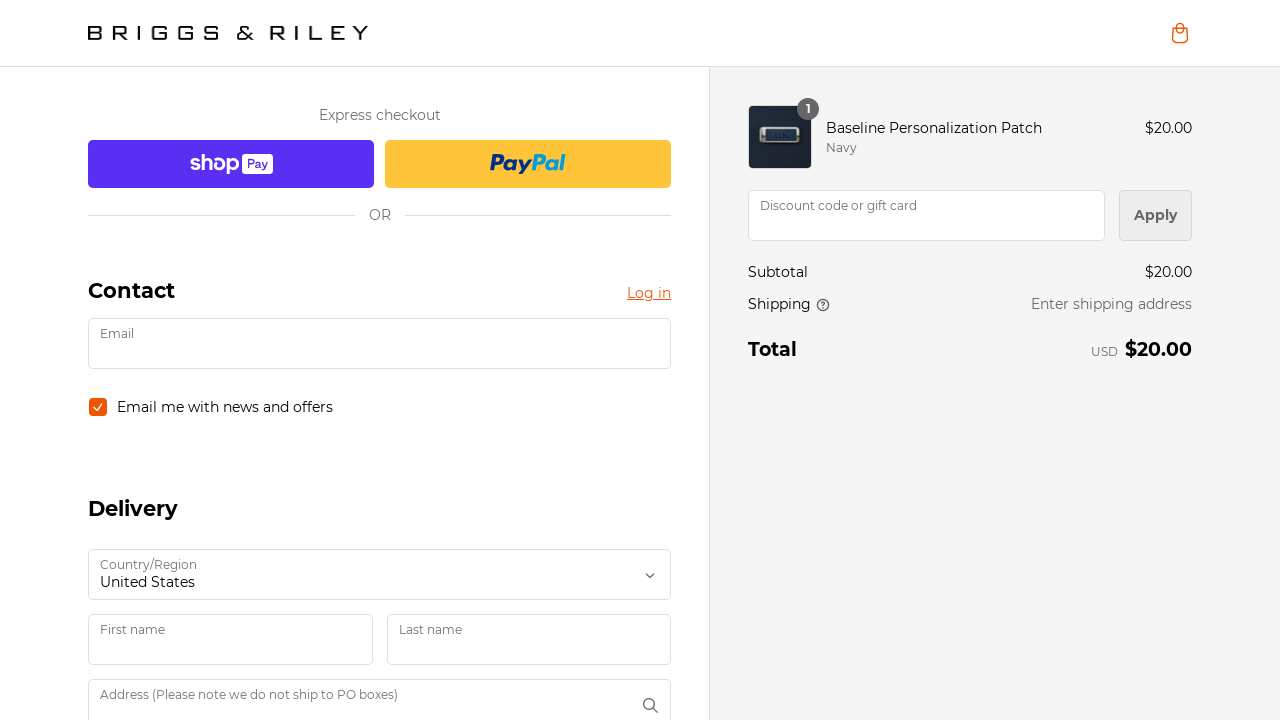 BRIGGS & RILEY
Express checkout
shop Pay
PayPal
OR
Contact
Log in
Email
Email me with news and offers
Delivery
Country/Region
United States
First name
Last name
Address (Please note we do not ship to PO boxes)
1
Baseline Personalization Patch
$20.00
Navy
Discount code or gift card
Apply
Subtotal
$20.00
Shipping
Enter shipping address
Total
USD $20.00